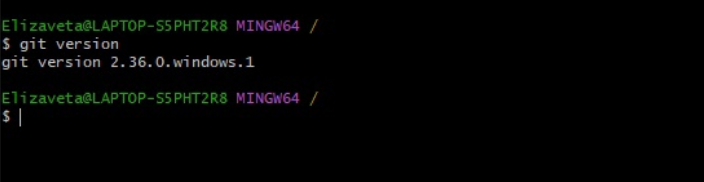 Elizaveta@LAPTOP-S5PHT2R8 MINGW64 /
$ git version
git version 2.36.0.windows.1
Elizaveta@LAPTOP-S5PHT2R8 MINGW64 /
$